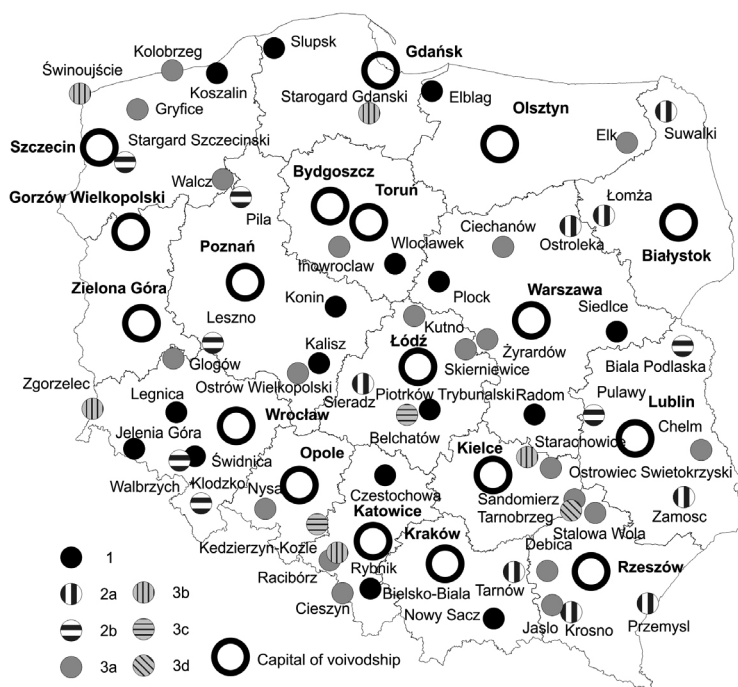 Slupsk
Gdańsk
Kolobrzeg
Świnoujście
Koszalin
Elblag
Starogard Gdanski
Gryfice
Olsztyn
Suwalki
Elk
Szczecin
Stargard Szczecinski
Walcz
Bydgoszcz
Toruń
Gorzów Wielkopolski
Pila
Łomża
Ciechanów
Ostroleka
Poznań
Wloclawek
Inowroclaw
Białystok
Zielona Góra
Konin
Plock
Warszawa
Siedlce
Leszno
Kutno
Kalisz
Łódź
Glogów
Skierniewice
Żyrardów
Biala Podlaska
Zgorzelec
Ostrów Wielkopolski
Legnica
Sieradz
Piotrków Trybunalski
Radom
Pulawy
Lublin
Wrocław
Jelenia Góra
Belchatów
Starachowice
Chelm
Opole
Kielce
Świdnica
Ostrowiec Swietokrzyski
Walbrzych
Klodzko
Nysa
Czestochowa
Sandomierz
Katowice
Tarnobrzeg
Zamosc
Kraków
Stalowa Wola
Kedzierzyn-Koźle
Debica
1
Rybnik
Rzeszów
Racibórz
Tarnów
2a
3b
Cieszyn
Bielsko-Biala
Nowy Sacz
Przemysl
2b
3c
Jaslo
Krosno
3a
3d
Capital of voivodship